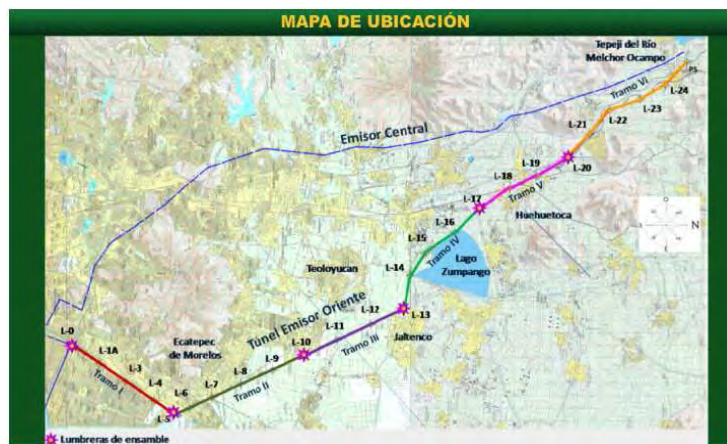 MAPA DE UBICACIÓN
Tepeji del Río
Melchor Ocampo
PS
Tramo VI
L-24
L-23
L-22
L-21
Emisor Central
L-20
L-19
L-18
Tramo V
L-17
Huehuetoca
N
L-16
L-15
Tramo IV
Lago
Zumpango
Teoloyucan
L-14
L-13
Jaltenco
Túnel Emisor Oriente
L-12
L-11
Tramo III
L-10
L-0
Ecatepec
de Morelos
L-1A
L-3
L-4
Tramo I
L-9
L-8
Tramo II
L-7
L-6
L-5
Lumbreras de ensamble